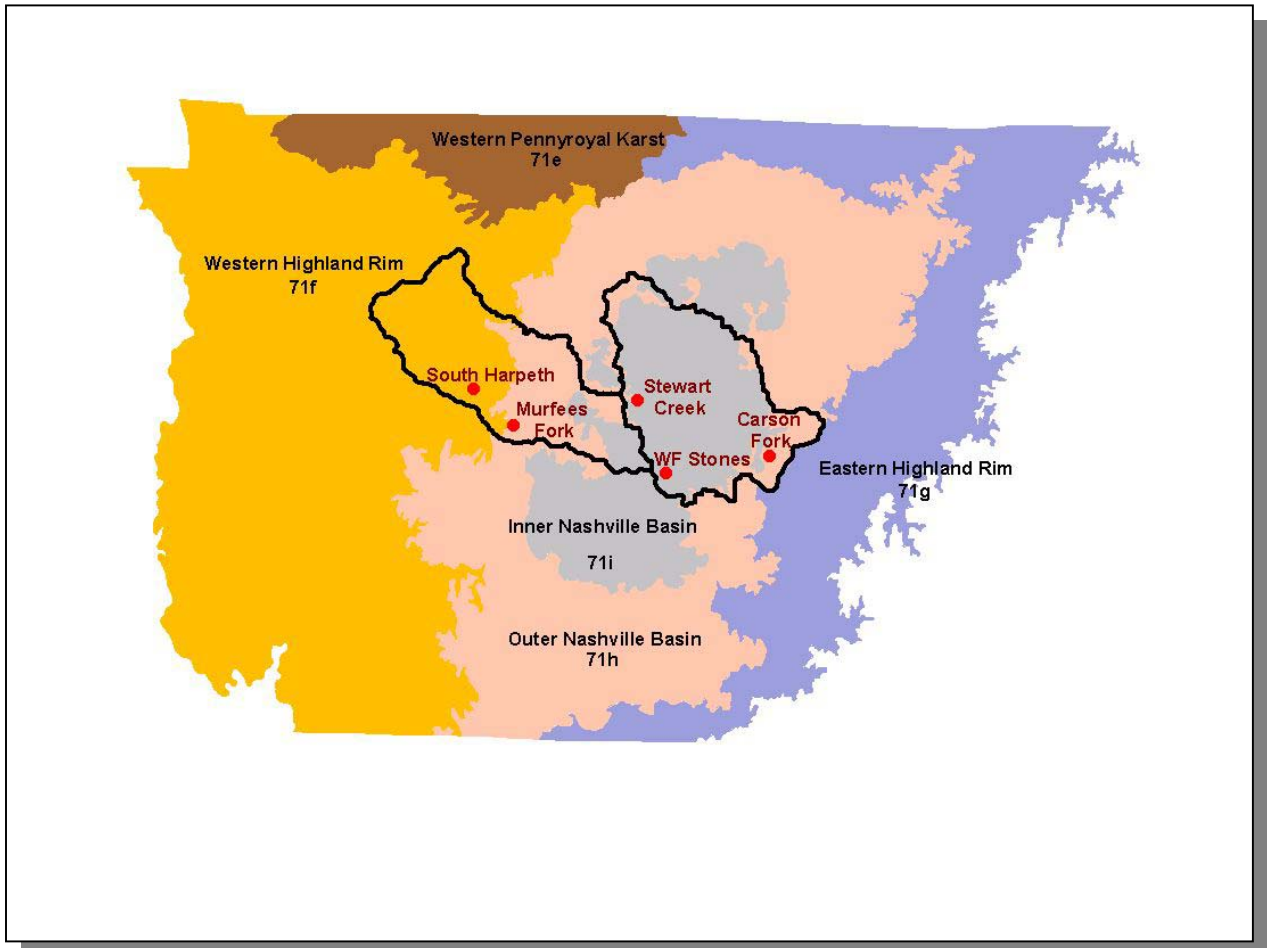 Western Pennyroyal Karst
71e
Western Highland Rim
71f
South Harpeth
Murfees
Fork
Stewart
Creek
Carson
Fork
WF Stones
Eastern Highland Rim
71g
Inner Nashville Basin
71i
Outer Nashville Basin
71h